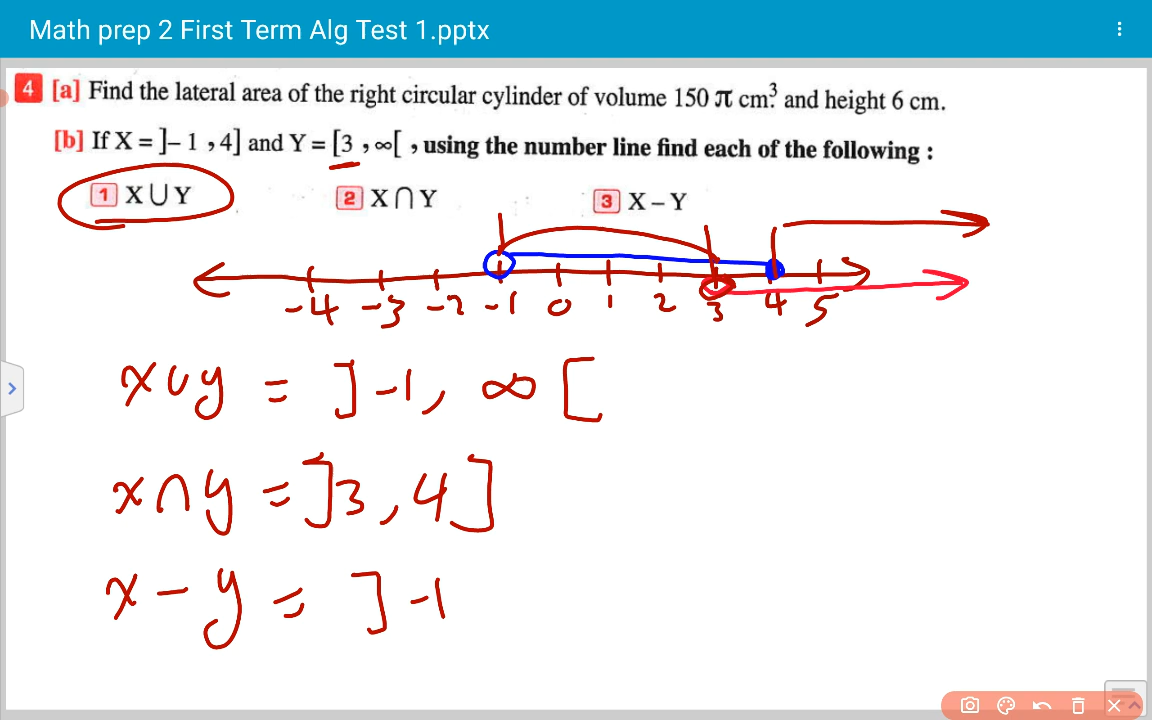 Math prep 2 First Term Alg Test 1.pptx
4 [a] Find the lateral area of the right circular cylinder of volume 150 π cm³. and height 6 cm.
[b] If X = ]– 1 , 4] and Y = [3 , ∞[ , using the number line find each of the following :
1 X ∪ Y 2 X ∩ Y 3 X – Y
-4 -3 -2 -1 0 1 2 3 4 5
x ∪ y = ]-1, ∞ [
x ∩ y = ]3, 4]
x - y = ]-1